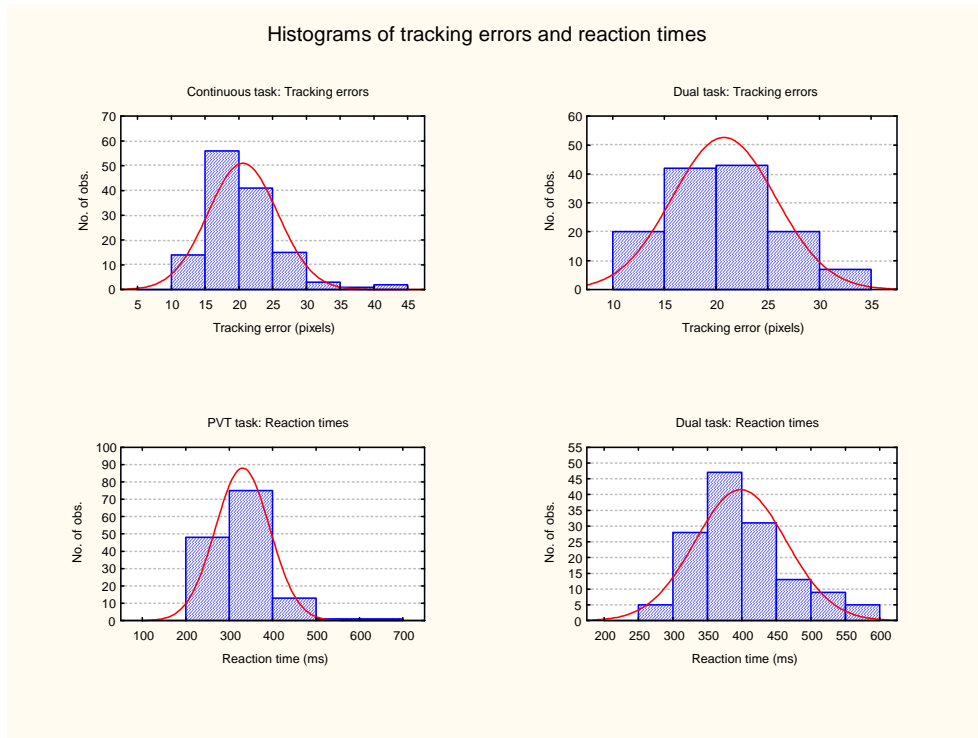 Histograms of tracking errors and reaction times
Continuous task: Tracking errors
No. of obs.
70
60
50
40
30
20
10
0
5 10 15 20 25 30 35 40 45
Tracking error (pixels)
Dual task: Tracking errors
No. of obs.
60
50
40
30
20
10
0
10 15 20 25 30 35
Tracking error (pixels)
PVT task: Reaction times
No. of obs.
100
90
80
70
60
50
40
30
20
10
0
100 200 300 400 500 600 700
Reaction time (ms)
Dual task: Reaction times
No. of obs.
55
50
45
40
35
30
25
20
15
10
5
0
200 250 300 350 400 450 500 550 600
Reaction time (ms)